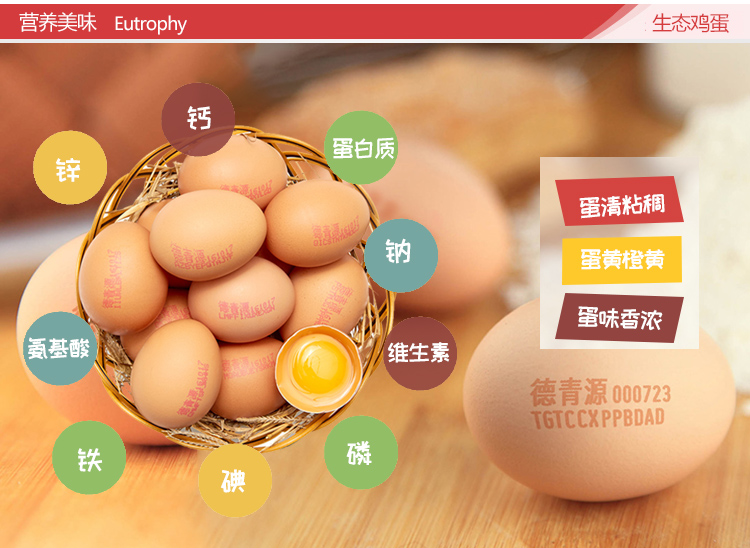 营养美味 Eutrophy
生态鸡蛋
钙
蛋白质
锌
钠
氨基酸
维生素
铁
碘
磷
蛋清粘稠
蛋黄橙黄
蛋味香浓
德青源 000723
TGTCCXPPBDAD